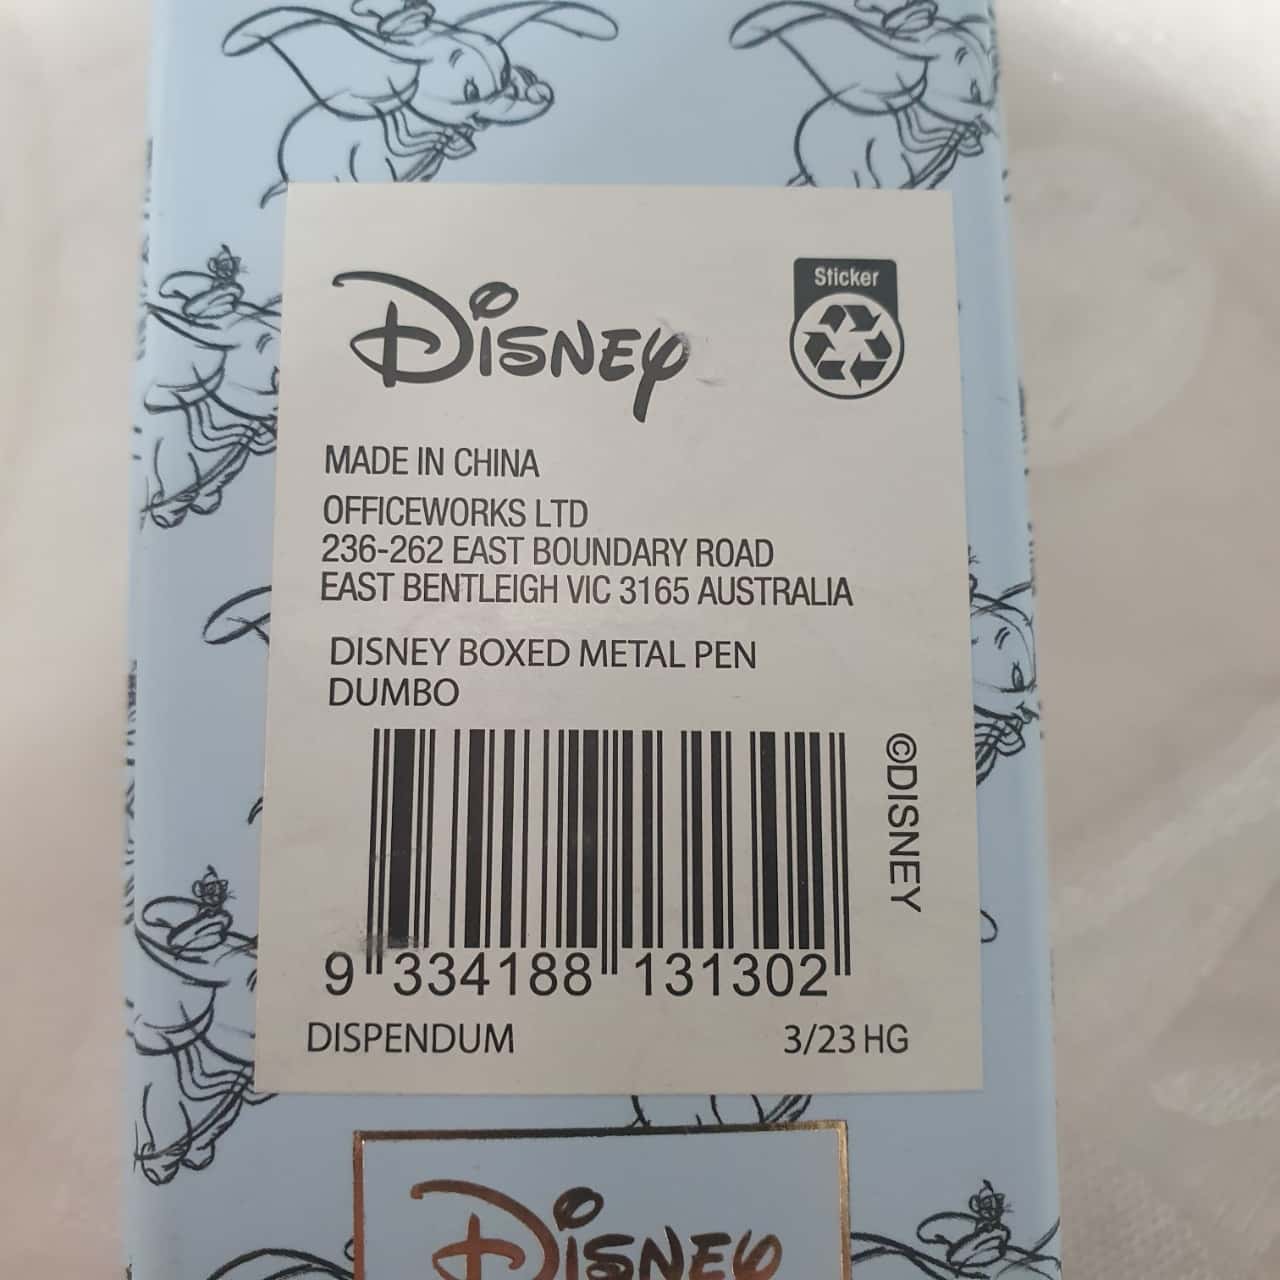 Disney
Sticker
MADE IN CHINA
OFFICEWORKS LTD
236-262 EAST BOUNDARY ROAD
EAST BENTLEIGH VIC 3165 AUSTRALIA
DISNEY BOXED METAL PEN
DUMBO
©DISNEY
9 334188 131302
DISPENDUM
3/23 HG
Disney